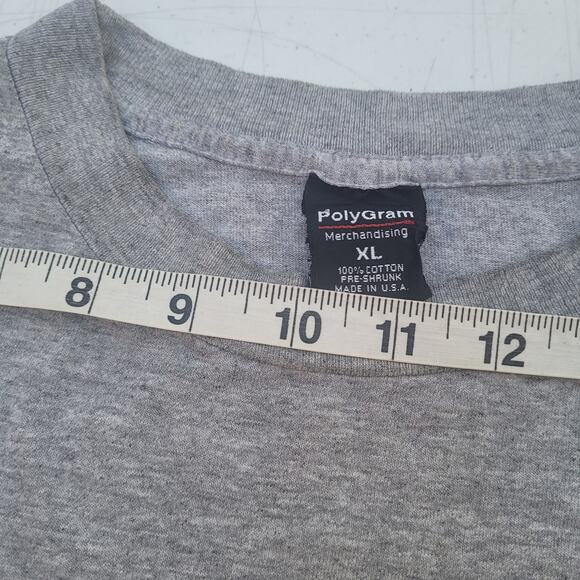 PolyGram
Merchandising
XL
100% COTTON
PRE-SHRUNK
MADE IN U.S.A.
8 9 10 11 12